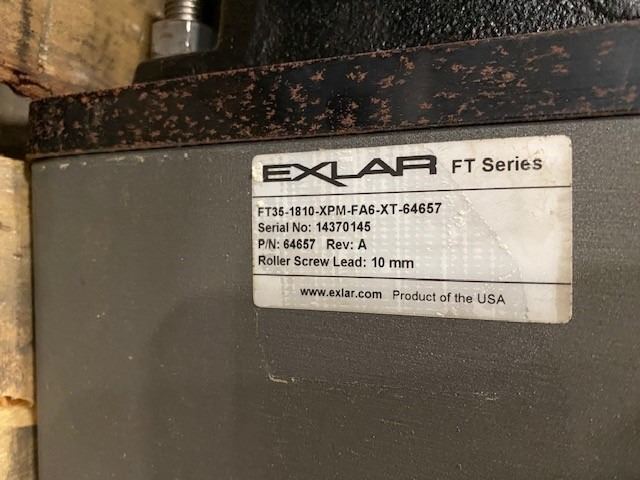 EXLAR FT Series
FT35-1810-XPM-FA6-XT-64657
Serial No: 14370145
P/N: 64657 Rev: A
Roller Screw Lead: 10 mm
www.exlar.com Product of the USA